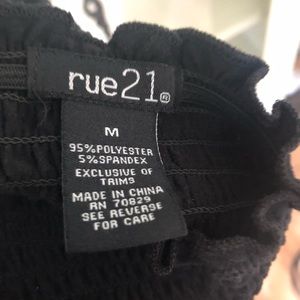 rue21®
M
95%POLYESTER
5%SPANDEX
EXCLUSIVE OF
TRIMS
MADE IN CHINA
RN 70829
SEE REVERSE
FOR CARE